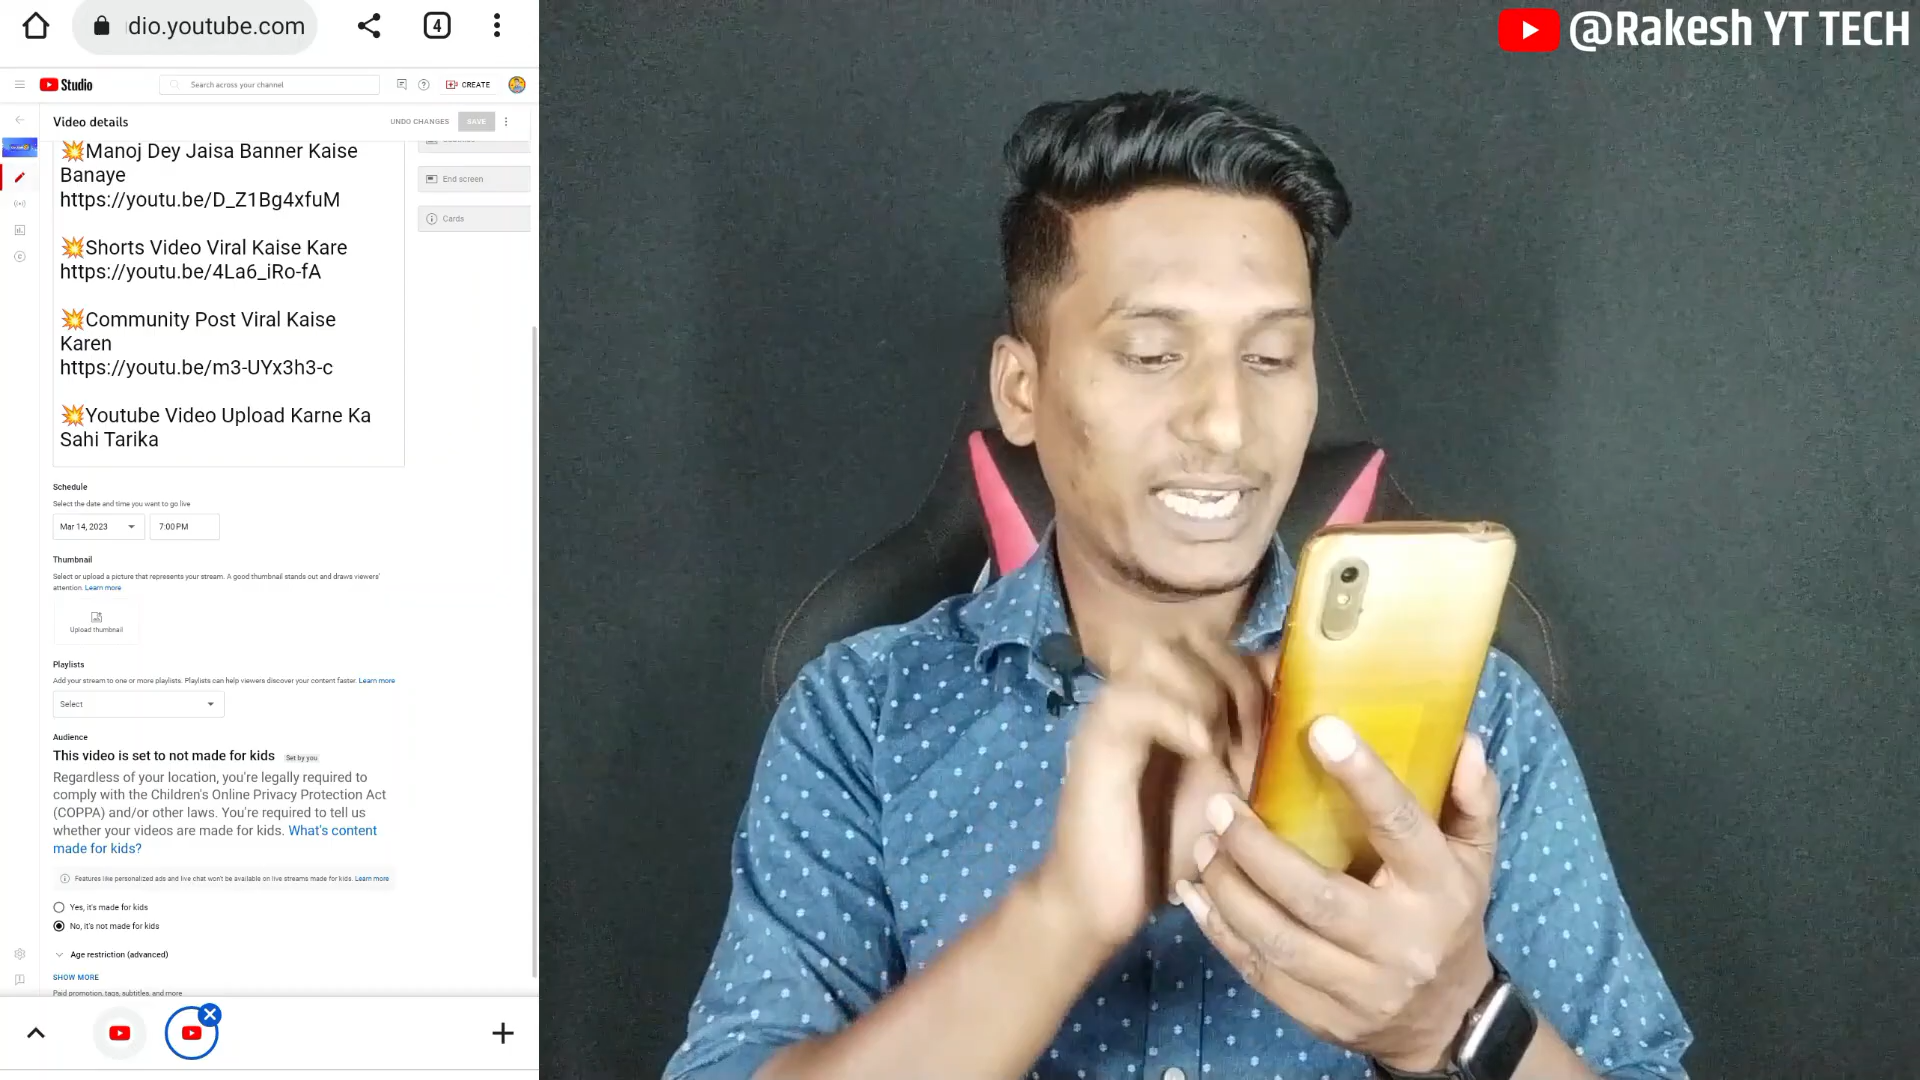 dio.youtube.com
4
@Rakesh YT TECH
Studio
Search across your channel
CREATE
Video details
UNDO CHANGES
SAVE
💥Manoj Dey Jaisa Banner Kaise
Banaye
https://youtu.be/D_Z1Bg4xfuM
End screen
Cards
💥Shorts Video Viral Kaise Kare
https://youtu.be/4La6_iRo-fA
💥Community Post Viral Kaise
Karen
https://youtu.be/m3-UYx3h3-c
💥Youtube Video Upload Karne Ka
Sahi Tarika
Schedule
Select the date and time you want to go live
Mar 14, 2023
7:00 PM
Thumbnail
Select or upload a picture that represents your stream. A good thumbnail stands out and draws viewers'
attention. Learn more
Upload thumbnail
Playlists
Add your stream to one or more playlists. Playlists can help viewers discover your content faster. Learn more
Select
Audience
This video is set to not made for kids Set by you
Regardless of your location, you're legally required to
comply with the Children's Online Privacy Protection Act
(COPPA) and/or other laws. You're required to tell us
whether your videos are made for kids. What's content
made for kids?
Features like personalized ads and live chat won't be available on live streams made for kids. Learn more
Yes, it's made for kids
No, it's not made for kids
Age restriction (advanced)
SHOW MORE
Paid promotion, tags, subtitles, and more